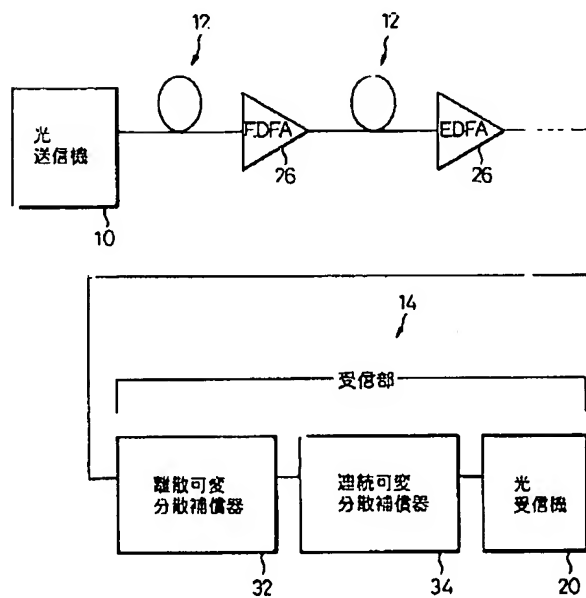 12
12
光
送信機
EDFA
EDFA
26
26
10
14
受信部
離散可変
分散補償器
連続可変
分散補償器
光
受信機
32
34
20